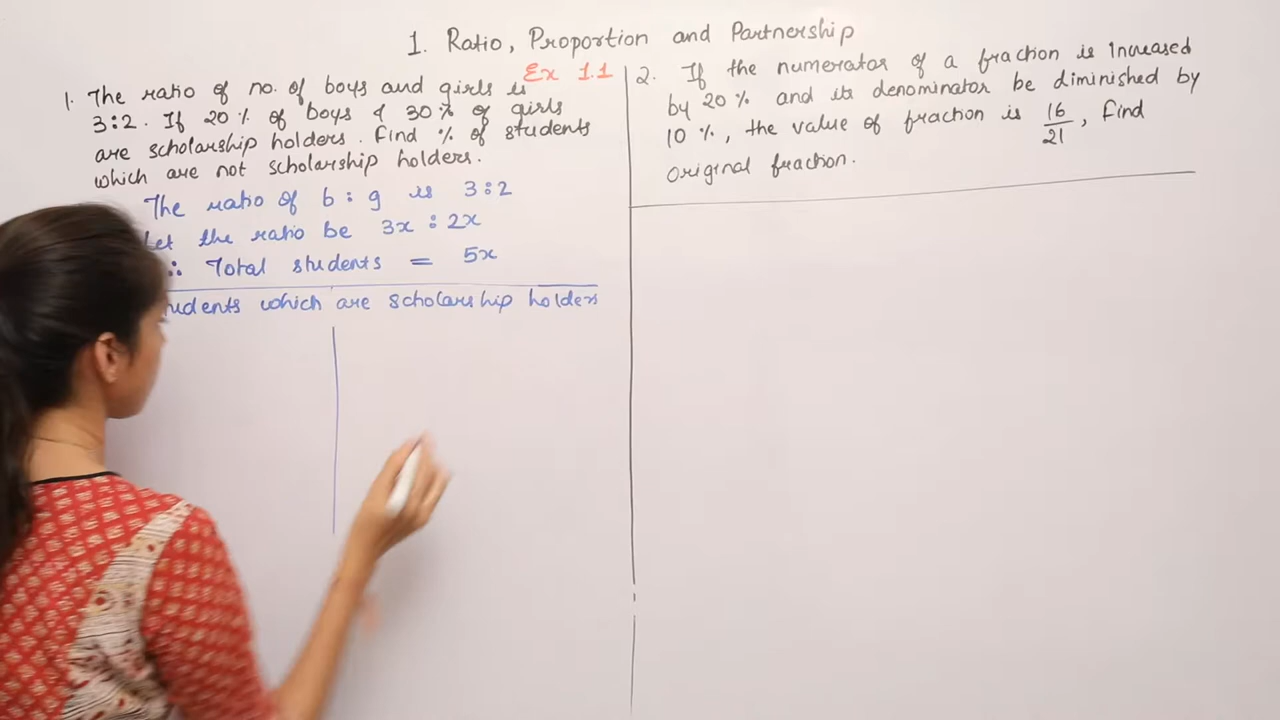 1. Ratio, Proportion and Partnership
Ex 1.1
1. The ratio of no. of boys and girls is
3:2. If 20% of boys & 30% of girls
are scholarship holders. Find % of students
which are not scholarship holders.
The ratio of b : g is 3:2
the ratio be 3x : 2x
∴ Total students = 5x
which are scholarship holders
2. If the numerator of a fraction is increased
by 20% and its denominator be diminished by
10%, the value of fraction is 16/21, find
original fraction.